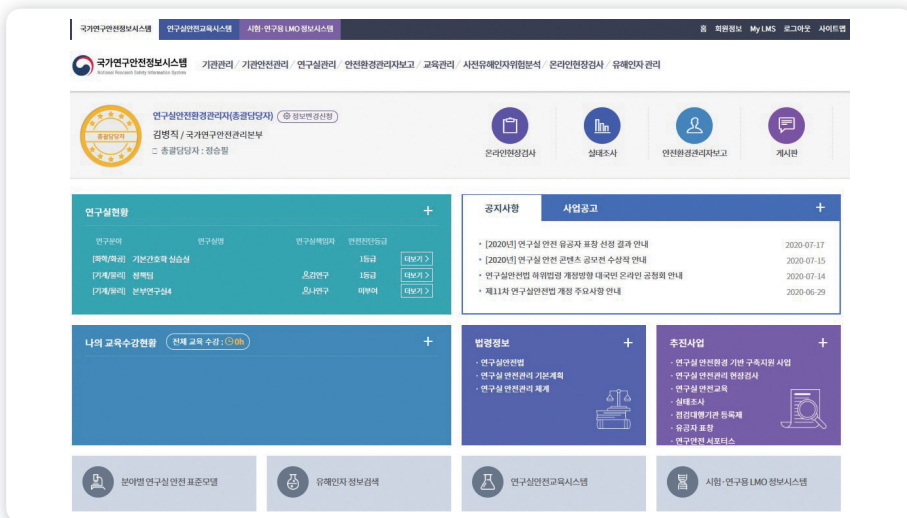 국가연구안전정보시스템 연구실안전교육시스템 시험·연구용 LMO 정보시스템 홈 회원정보 My LMS 로그아웃 사이트맵
국가연구안전정보시스템 기관관리 / 기관안전관리 / 연구실관리 / 안전환경관리자보고 / 교육관리 / 사전유해인자위험분석 / 온라인현장검사 / 유해인자 관리
National Research Safety Information System
총괄담당자
연구실안전환경관리자(총괄담당자) 정보변경신청
김병직 / 국가연구안전관리본부
총괄담당자 : 정승필
온라인현장검사 실태조사 안전환경관리자보고 게시판
연구실현황 +
연구분야 연구실명 연구실책임자 안전진단등급
[화학/화공] 기본간호학 실습실 1등급 더보기 >
[기계/물리] 정책팀 김연구 1등급 더보기 >
[기계/물리] 본부연구실4 나연구 미부여 더보기 >
공지사항 사업공고 +
· [2020년] 연구실 안전 유공자 표창 선정 결과 안내 2020-07-17
· [2020년] 연구실 안전 콘텐츠 공모전 수상작 안내 2020-07-15
· 연구실안전법 하위법령 개정방향 대국민 온라인 공청회 안내 2020-07-14
· 제11차 연구실안전법 개정 주요사항 안내 2020-06-29
나의 교육수강현황 전체 교육 수강 : 0h +
법령정보 +
· 연구실안전법
· 연구실 안전관리 기본계획
· 연구실 안전관리 체계
추진사업 +
· 연구실 안전환경 기반 구축지원 사업
· 연구실 안전관리 현장검사
· 연구실 안전교육
· 실태조사
· 점검대행기관 등록제
· 유공자 표창
· 연구안전 서포터스
분야별 연구실 안전 표준모델 유해인자 정보검색 연구실안전교육시스템 시험·연구용 LMO 정보시스템